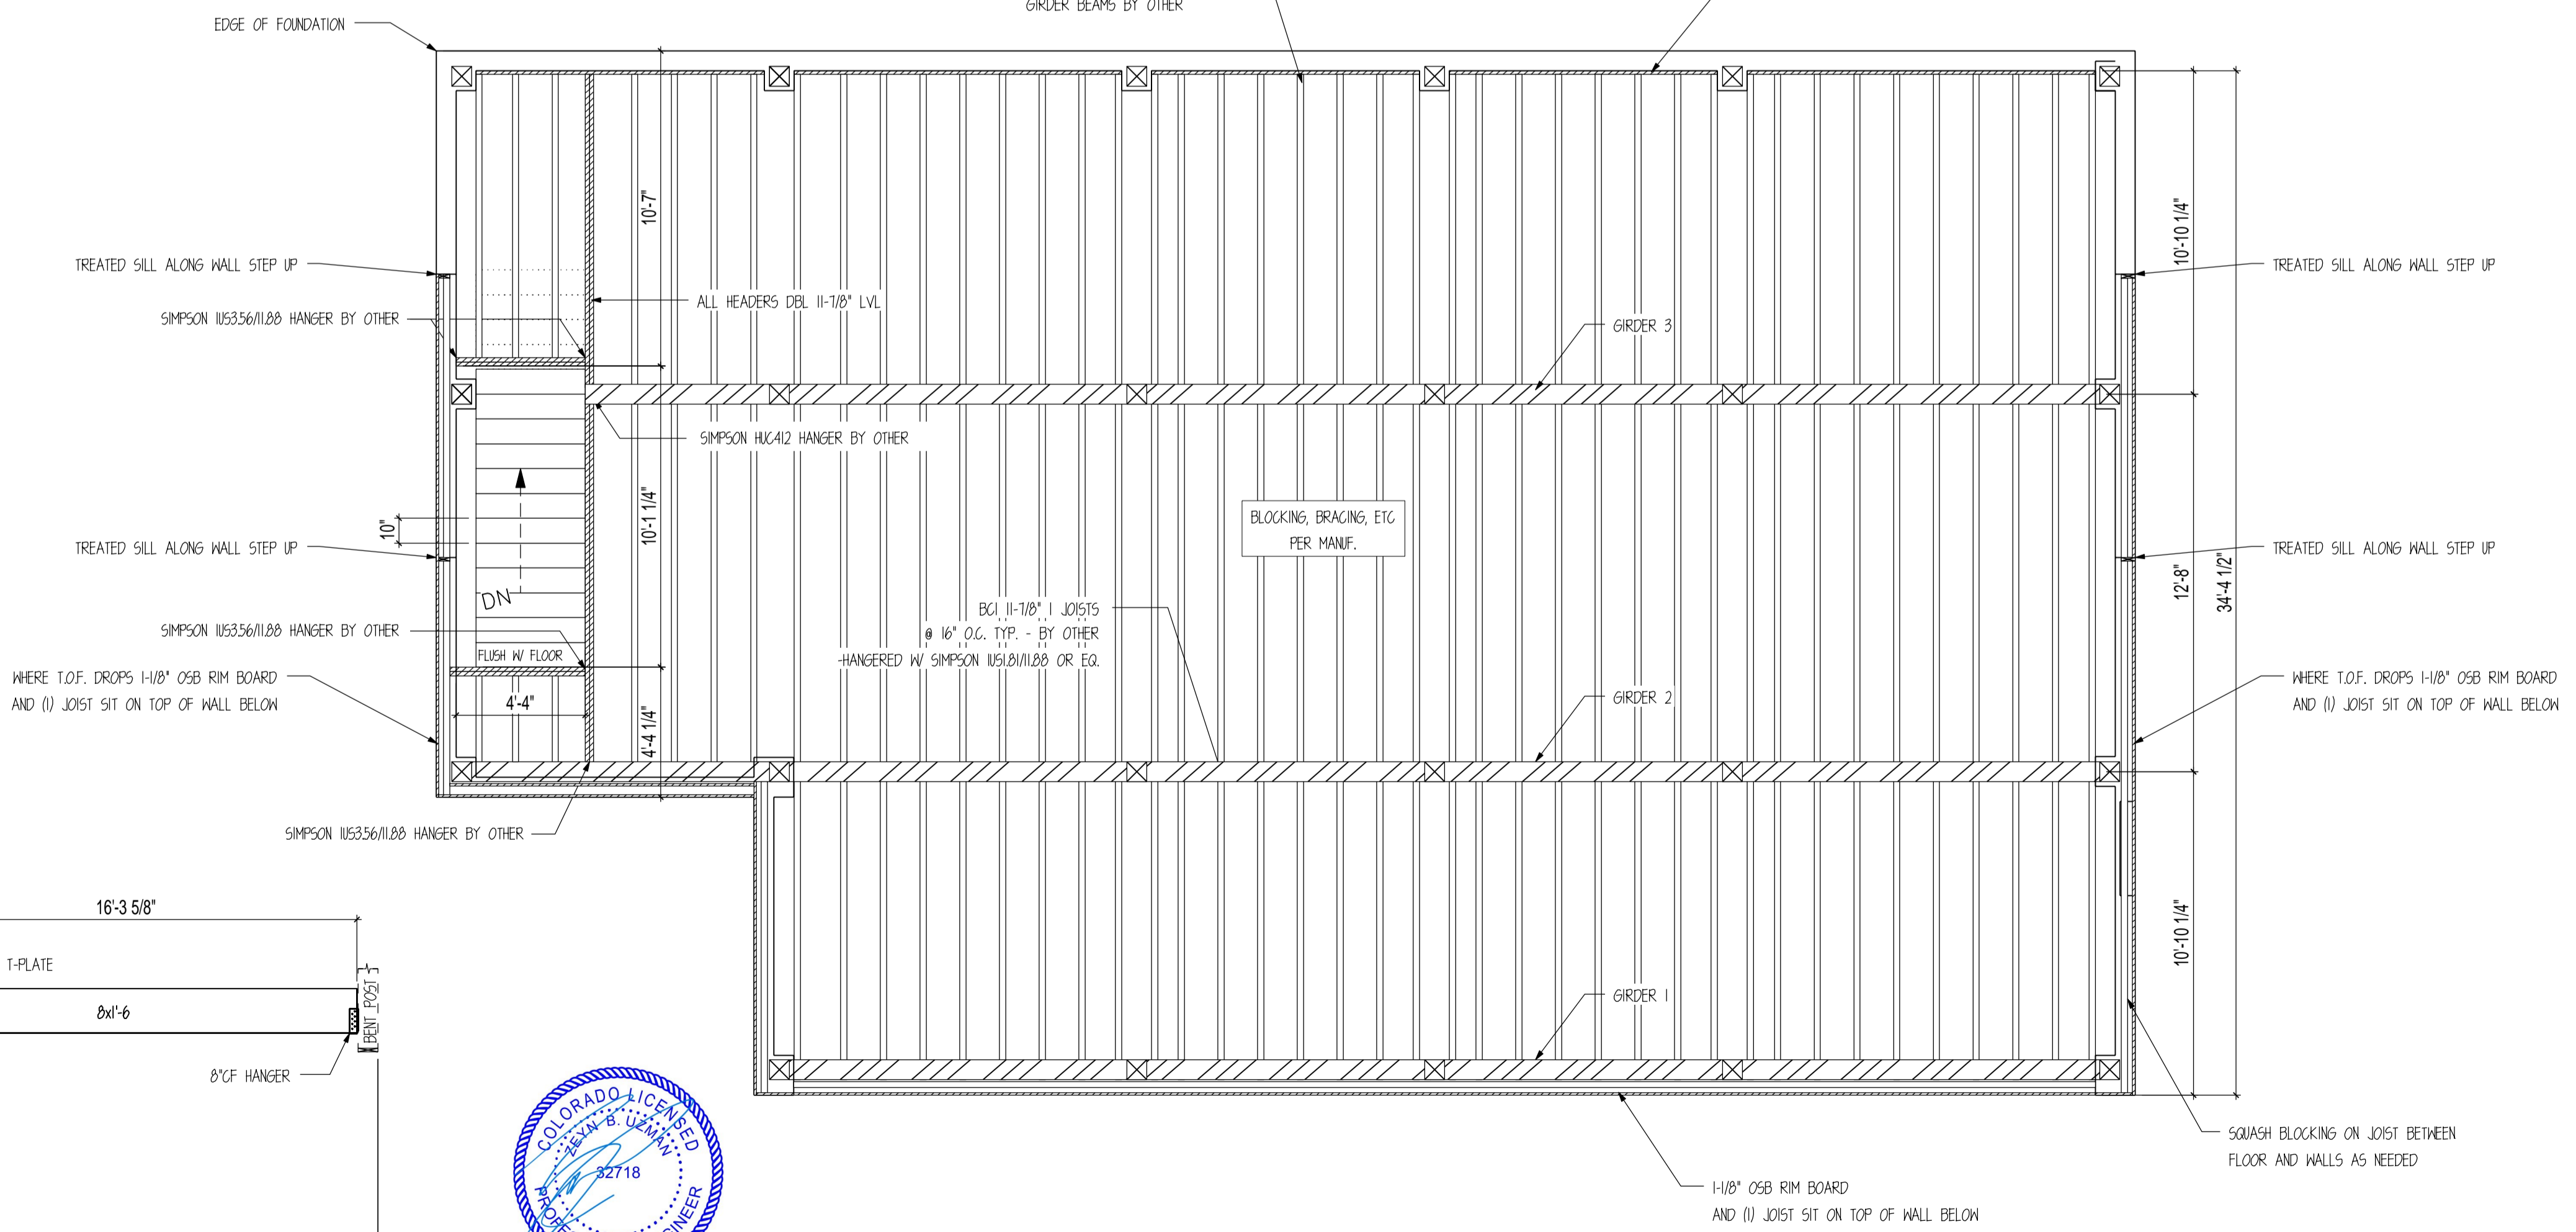 GIRDER BEAMS BY OTHER
EDGE OF FOUNDATION
10'-7"
10'-10 1/4"
TREATED SILL ALONG WALL STEP UP
TREATED SILL ALONG WALL STEP UP
ALL HEADERS DBL 11-7/8" LVL
SIMPSON IUS3.56/11.88 HANGER BY OTHER
GIRDER 3
SIMPSON HUC412 HANGER BY OTHER
10'-1 1/4"
10"
BLOCKING, BRACING, ETC
PER MANUF.
TREATED SILL ALONG WALL STEP UP
TREATED SILL ALONG WALL STEP UP
12'-8"
34'-4 1/2"
DN
BCI 11-7/8" I JOISTS
@ 16" O.C. TYP. - BY OTHER
-HANGERED W/ SIMPSON IUS1.81/11.88 OR EQ.
SIMPSON IUS3.56/11.88 HANGER BY OTHER
FLUSH W/ FLOOR
WHERE T.O.F. DROPS 1-1/8" OSB RIM BOARD
AND (1) JOIST SIT ON TOP OF WALL BELOW
4'-4"
4'-4 1/4"
GIRDER 2
WHERE T.O.F. DROPS 1-1/8" OSB RIM BOARD
AND (1) JOIST SIT ON TOP OF WALL BELOW
SIMPSON IUS3.56/11.88 HANGER BY OTHER
16'-3 5/8"
T-PLATE
8x1'-6
BENT POST
8"CF HANGER
10'-10 1/4"
GIRDER 1
COLORADO LICENSED
ZEYN B. UZMAN
32718
SQUASH BLOCKING ON JOIST BETWEEN
FLOOR AND WALLS AS NEEDED
1-1/8" OSB RIM BOARD
AND (1) JOIST SIT ON TOP OF WALL BELOW